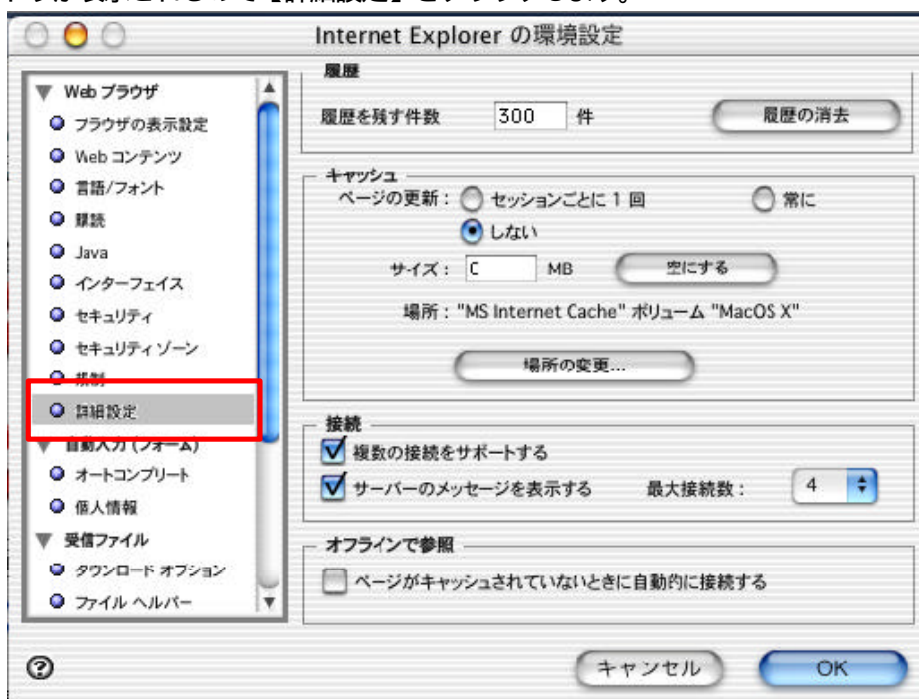 Internet Explorer の環境設定
Web ブラウザ
ブラウザの表示設定
Web コンテンツ
言語/フォント
購読
Java
インターフェイス
セキュリティ
セキュリティ ゾーン
規制
詳細設定
自動入力 (フォーム)
オートコンプリート
個人情報
受信ファイル
ダウンロード オプション
ファイル ヘルパー
履歴
履歴を残す件数 300 件 履歴の消去
キャッシュ
ページの更新 : セッションごとに 1 回 常に
しない
サイズ : MB 空にする
場所 : "MS Internet Cache" ボリューム "MacOS X"
場所の変更...
接続
複数の接続をサポートする
サーバーのメッセージを表示する 最大接続数 : 4
オフラインで参照
ページがキャッシュされていないときに自動的に接続する
? キャンセル OK